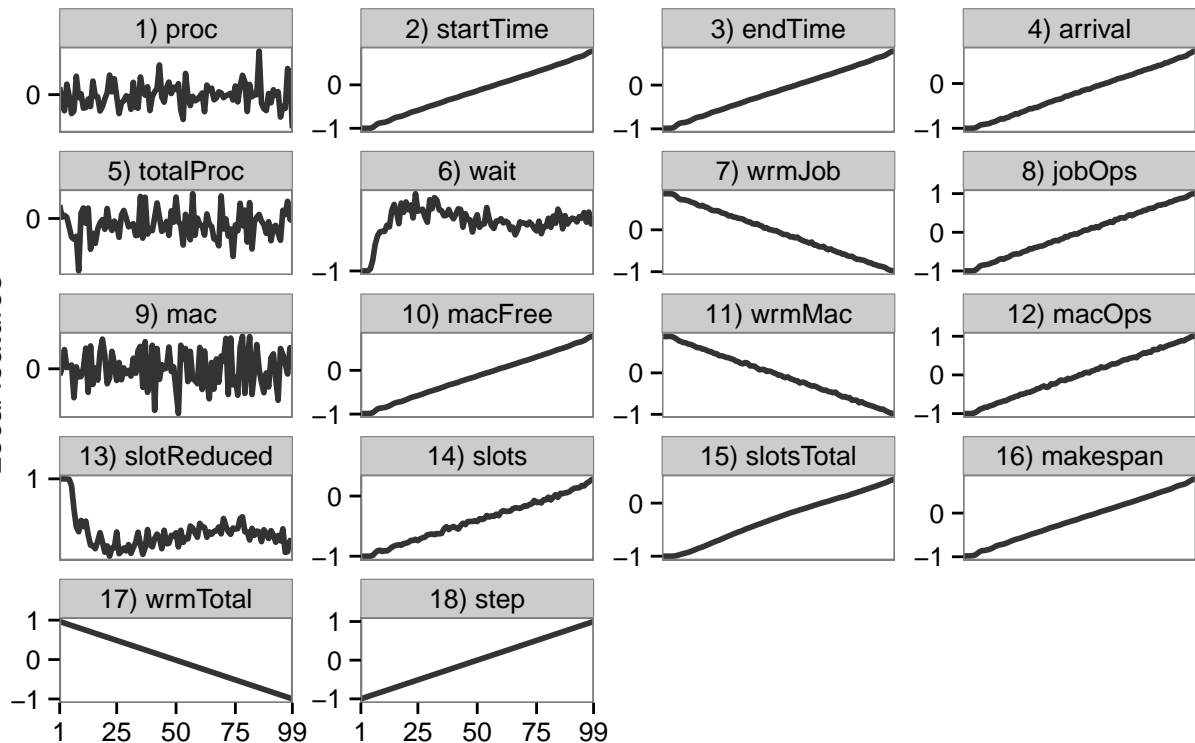 1) proc 2) startTime 3) endTime 4) arrival
0 0 0 0
−1 −1 −1
5) totalProc 6) wait 7) wrmJob 8) jobOps
0 0 1
−1 −1 0
−1
9) mac 10) macFree 11) wrmMac 12) macOps
0 0 0 1
−1 −1 0
−1
13) slotReduced 14) slots 15) slotsTotal 16) makespan
1 0 0 0
−1 −1 −1
17) wrmTotal 18) step
1 1
0 0
−1 −1
1 25 50 75 99 1 25 50 75 99